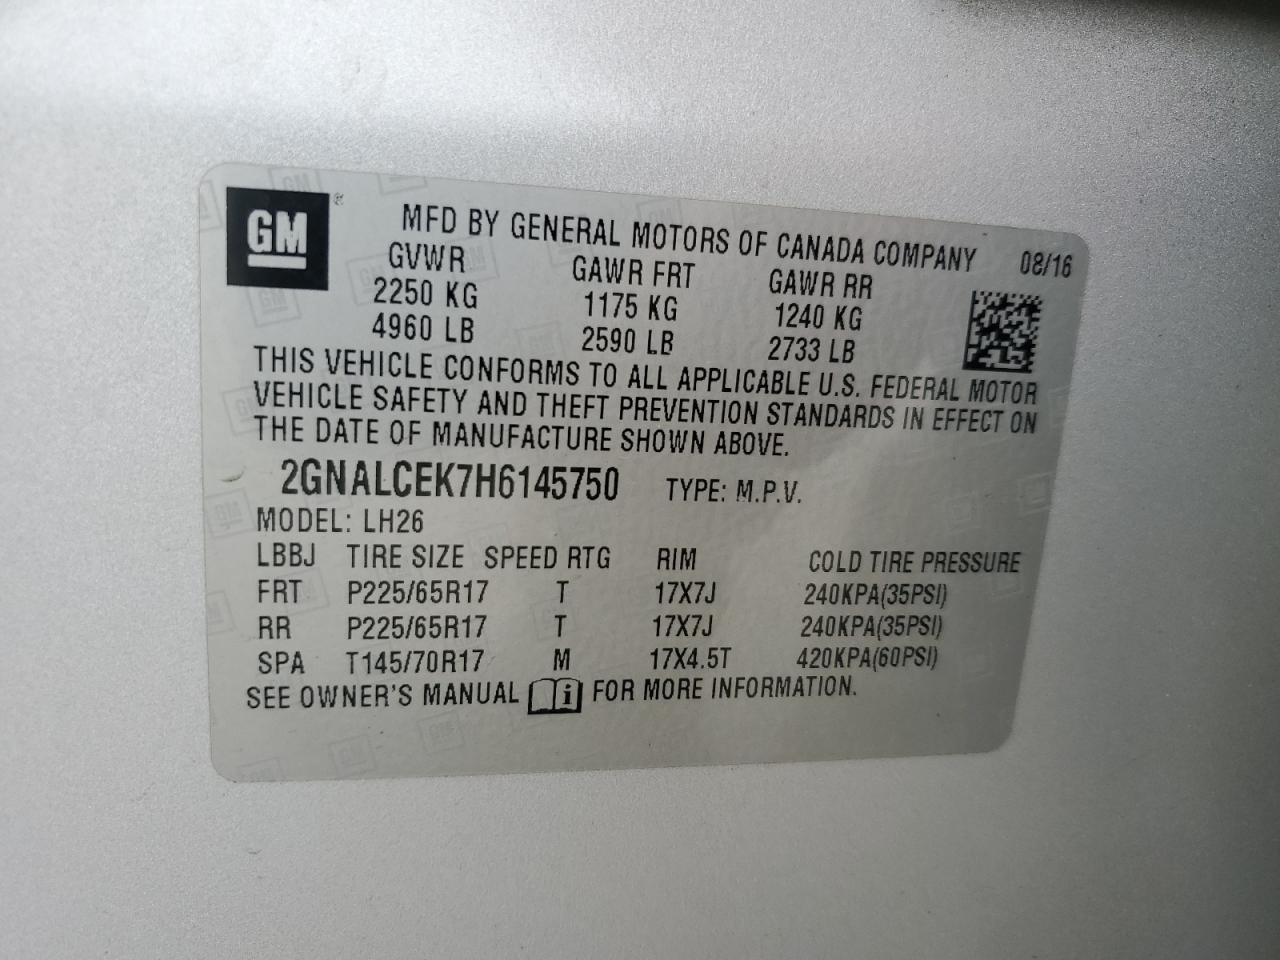 GM ® MFD BY GENERAL MOTORS OF CANADA COMPANY 08/16
GVWR GAWR FRT GAWR RR
2250 KG 1175 KG 1240 KG
4960 LB 2590 LB 2733 LB
THIS VEHICLE CONFORMS TO ALL APPLICABLE U.S. FEDERAL MOTOR
VEHICLE SAFETY AND THEFT PREVENTION STANDARDS IN EFFECT ON
THE DATE OF MANUFACTURE SHOWN ABOVE.
2GNALCEK7H6145750 TYPE: M.P.V.
MODEL: LH26
LBBJ TIRE SIZE SPEED RTG RIM COLD TIRE PRESSURE
FRT P225/65R17 T 17X7J 240KPA(35PSI)
RR P225/65R17 T 17X7J 240KPA(35PSI)
SPA T145/70R17 M 17X4.5T 420KPA(60PSI)
SEE OWNER'S MANUAL i FOR MORE INFORMATION.